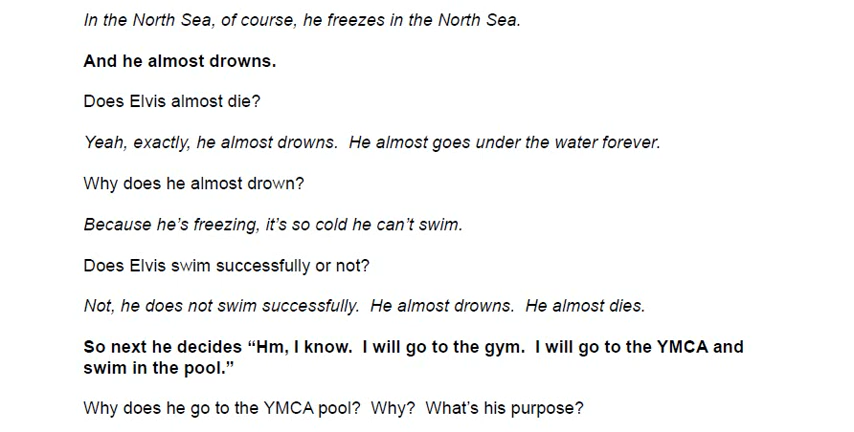 In the North Sea, of course, he freezes in the North Sea.
And he almost drowns.
Does Elvis almost die?
Yeah, exactly, he almost drowns.  He almost goes under the water forever.
Why does he almost drown?
Because he’s freezing, it’s so cold he can’t swim.
Does Elvis swim successfully or not?
Not, he does not swim successfully.  He almost drowns.  He almost dies.
So next he decides “Hm, I know.  I will go to the gym.  I will go to the YMCA and
swim in the pool.”
Why does he go to the YMCA pool?  Why?  What’s his purpose?